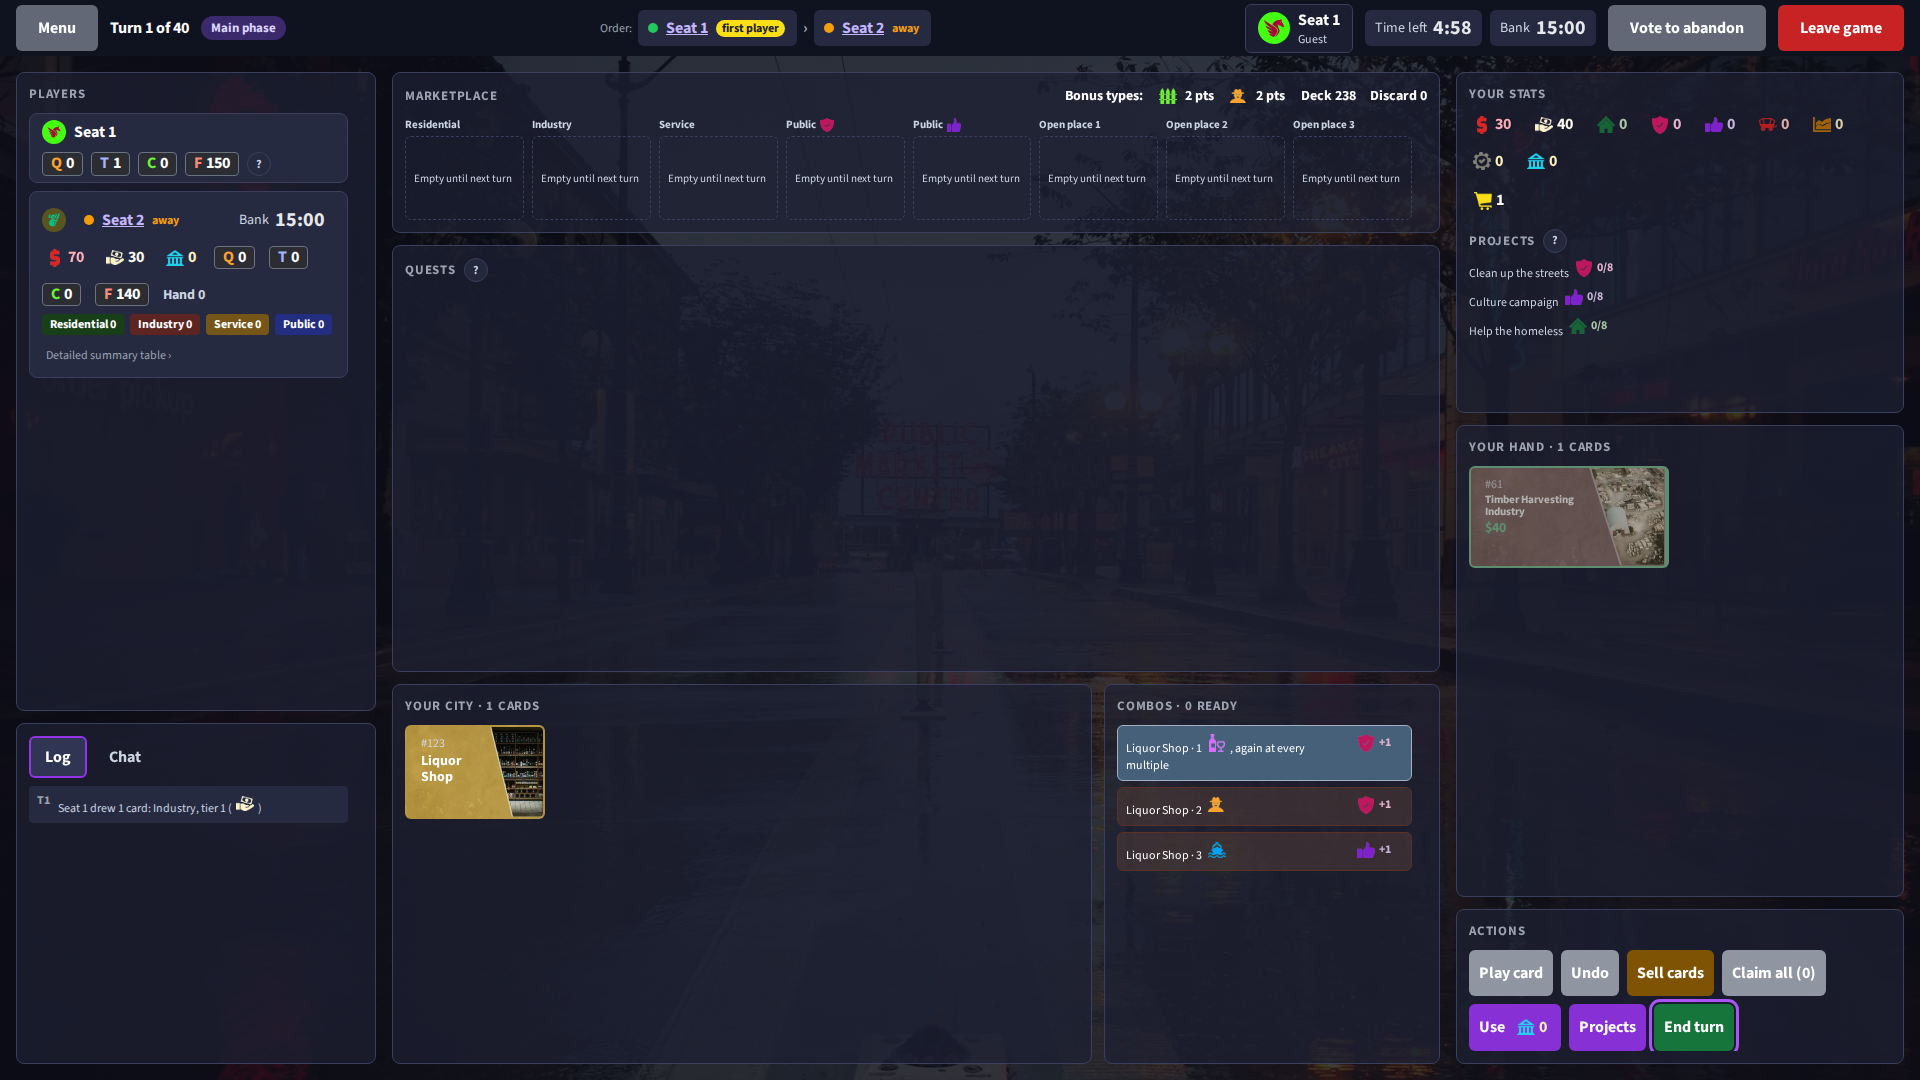 Menu
Turn 1 of 40
Main phase
Order:
Seat 1
first player
›
Seat 2
away
Seat 1
Guest
Time left 4:58
Bank 15:00
Vote to abandon
Leave game
PLAYERS
Seat 1
Q 0
T 1
C 0
F 150
?
Seat 2
away
Bank 15:00
70
30
0
Q 0
T 0
C 0
F 140
Hand 0
Residential 0
Industry 0
Service 0
Public 0
Detailed summary table ›
Log
Chat
T1
Seat 1 drew 1 card: Industry, tier 1 ( )
MARKETPLACE
Bonus types:
2 pts
2 pts
Deck 238
Discard 0
Residential
Industry
Service
Public
Public
Open place 1
Open place 2
Open place 3
Empty until next turn
Empty until next turn
Empty until next turn
Empty until next turn
Empty until next turn
Empty until next turn
Empty until next turn
Empty until next turn
QUESTS
?
YOUR CITY · 1 CARDS
#123
Liquor
Shop
COMBOS · 0 READY
Liquor Shop · 1 , again at every
multiple
+1
Liquor Shop · 2
+1
Liquor Shop · 3
+1
YOUR STATS
30
40
0
0
0
0
0
0
0
1
PROJECTS
?
Clean up the streets
0/8
Culture campaign
0/8
Help the homeless
0/8
YOUR HAND · 1 CARDS
#61
Timber Harvesting
Industry
$40
ACTIONS
Play card
Undo
Sell cards
Claim all (0)
Use 0
Projects
End turn